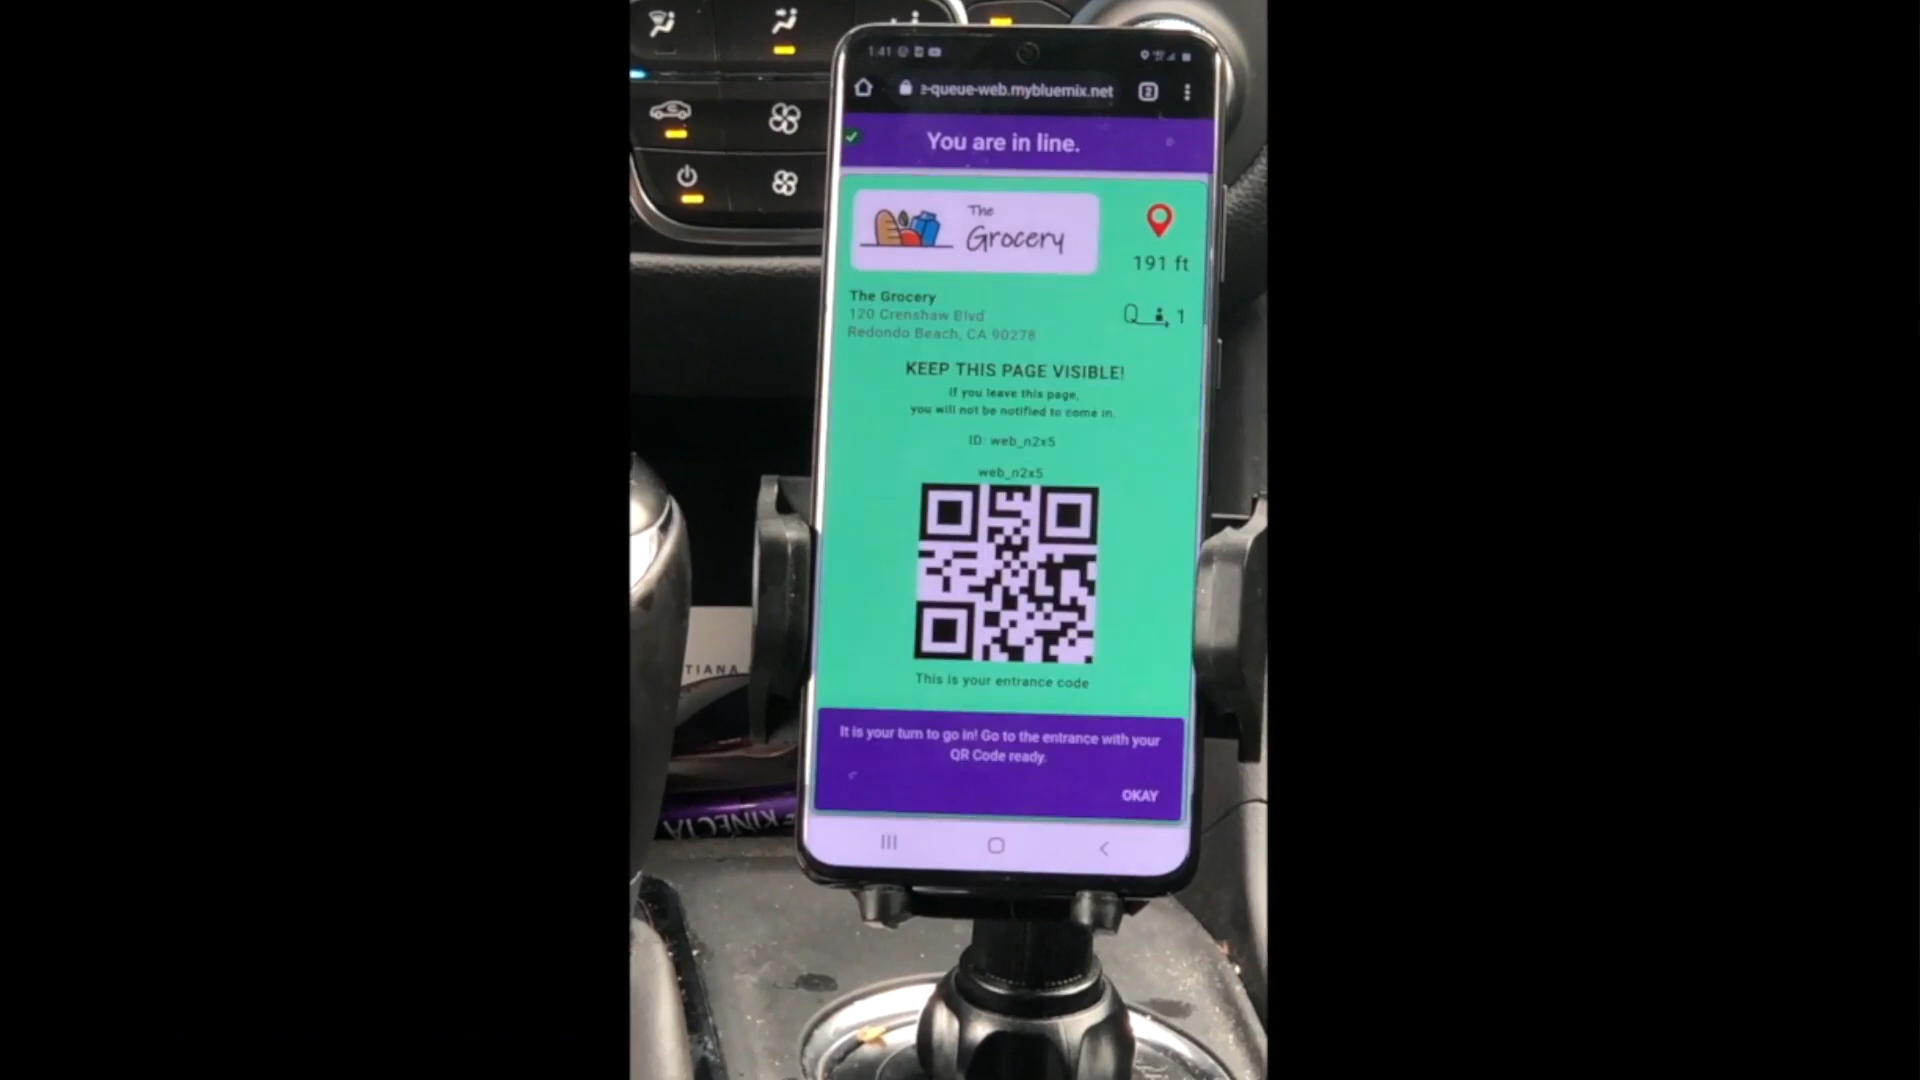 1:41
e-queue-web.mybluemix.net
2
You are in line.
The
Grocery
191 ft
The Grocery
120 Crenshaw Blvd
Redondo Beach, CA 90278
Q 1
KEEP THIS PAGE VISIBLE!
If you leave this page,
you will not be notified to come in.
ID: web_n2x5
web_n2x5
This is your entrance code
It is your turn to go in! Go to the entrance with your
QR Code ready.
OKAY
TIANA
KINECTA